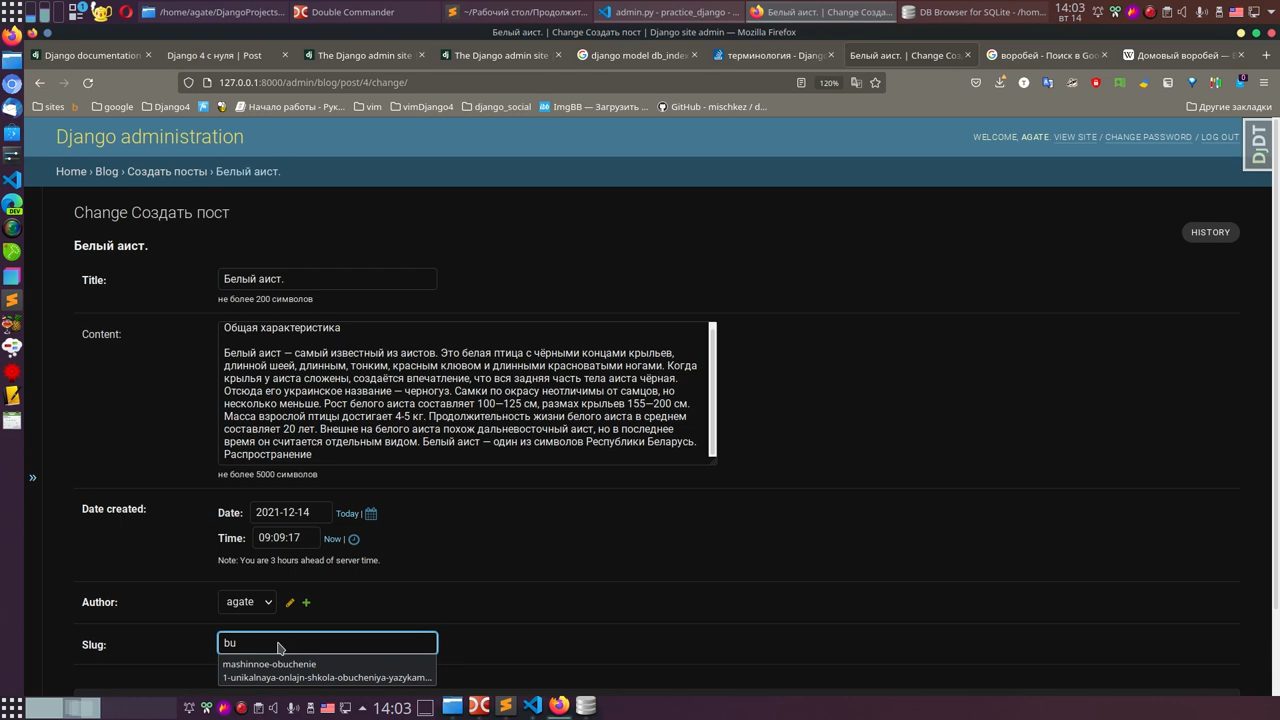 /home/agate/DjangoProjects...
Double Commander
~/Рабочий стол/Продолжит...
admin.py - practice_django - ...
Белый аист. | Change Созда...
DB Browser for SQLite - /hom...
14:03
ВТ 14
Белый аист. | Change Создать пост | Django site admin — Mozilla Firefox
Django documentation
Django 4 с нуля | Post
The Django admin site
The Django admin site
django model db_index
терминология - Django
Белый аист. | Change Соз
воробей - Поиск в Goo
Домовый воробей —
127.0.0.1:8000/admin/blog/post/4/change/
120%
sites
google
Django4
Начало работы - Рук...
vim
vimDjango4
django_social
ImgBB — Загрузить ...
GitHub - mischkez / d...
Другие закладки
Django administration
WELCOME, AGATE. VIEW SITE / CHANGE PASSWORD / LOG OUT
DjDT
Home › Blog › Создать посты › Белый аист.
Change Создать пост
HISTORY
Белый аист.
Title:
Белый аист.
не более 200 символов
Content:
Общая характеристика
Белый аист — самый известный из аистов. Это белая птица с чёрными концами крыльев,
длинной шеей, длинным, тонким, красным клювом и длинными красноватыми ногами. Когда
крылья у аиста сложены, создаётся впечатление, что вся задняя часть тела аиста чёрная.
Отсюда его украинское название — черногуз. Самки по окрасу неотличимы от самцов, но
несколько меньше. Рост белого аиста составляет 100—125 см, размах крыльев 155—200 см.
Масса взрослой птицы достигает 4-5 кг. Продолжительность жизни белого аиста в среднем
составляет 20 лет. Внешне на белого аиста похож дальневосточный аист, но в последнее
время он считается отдельным видом. Белый аист — один из символов Республики Беларусь.
Распространение
не более 5000 символов
»
Date created:
Date:
2021-12-14
Today |
Time:
09:09:17
Now |
Note: You are 3 hours ahead of server time.
Author:
agate
Slug:
bu
mashinnoe-obuchenie
1-unikalnaya-onlajn-shkola-obucheniya-yazykam...
14:03